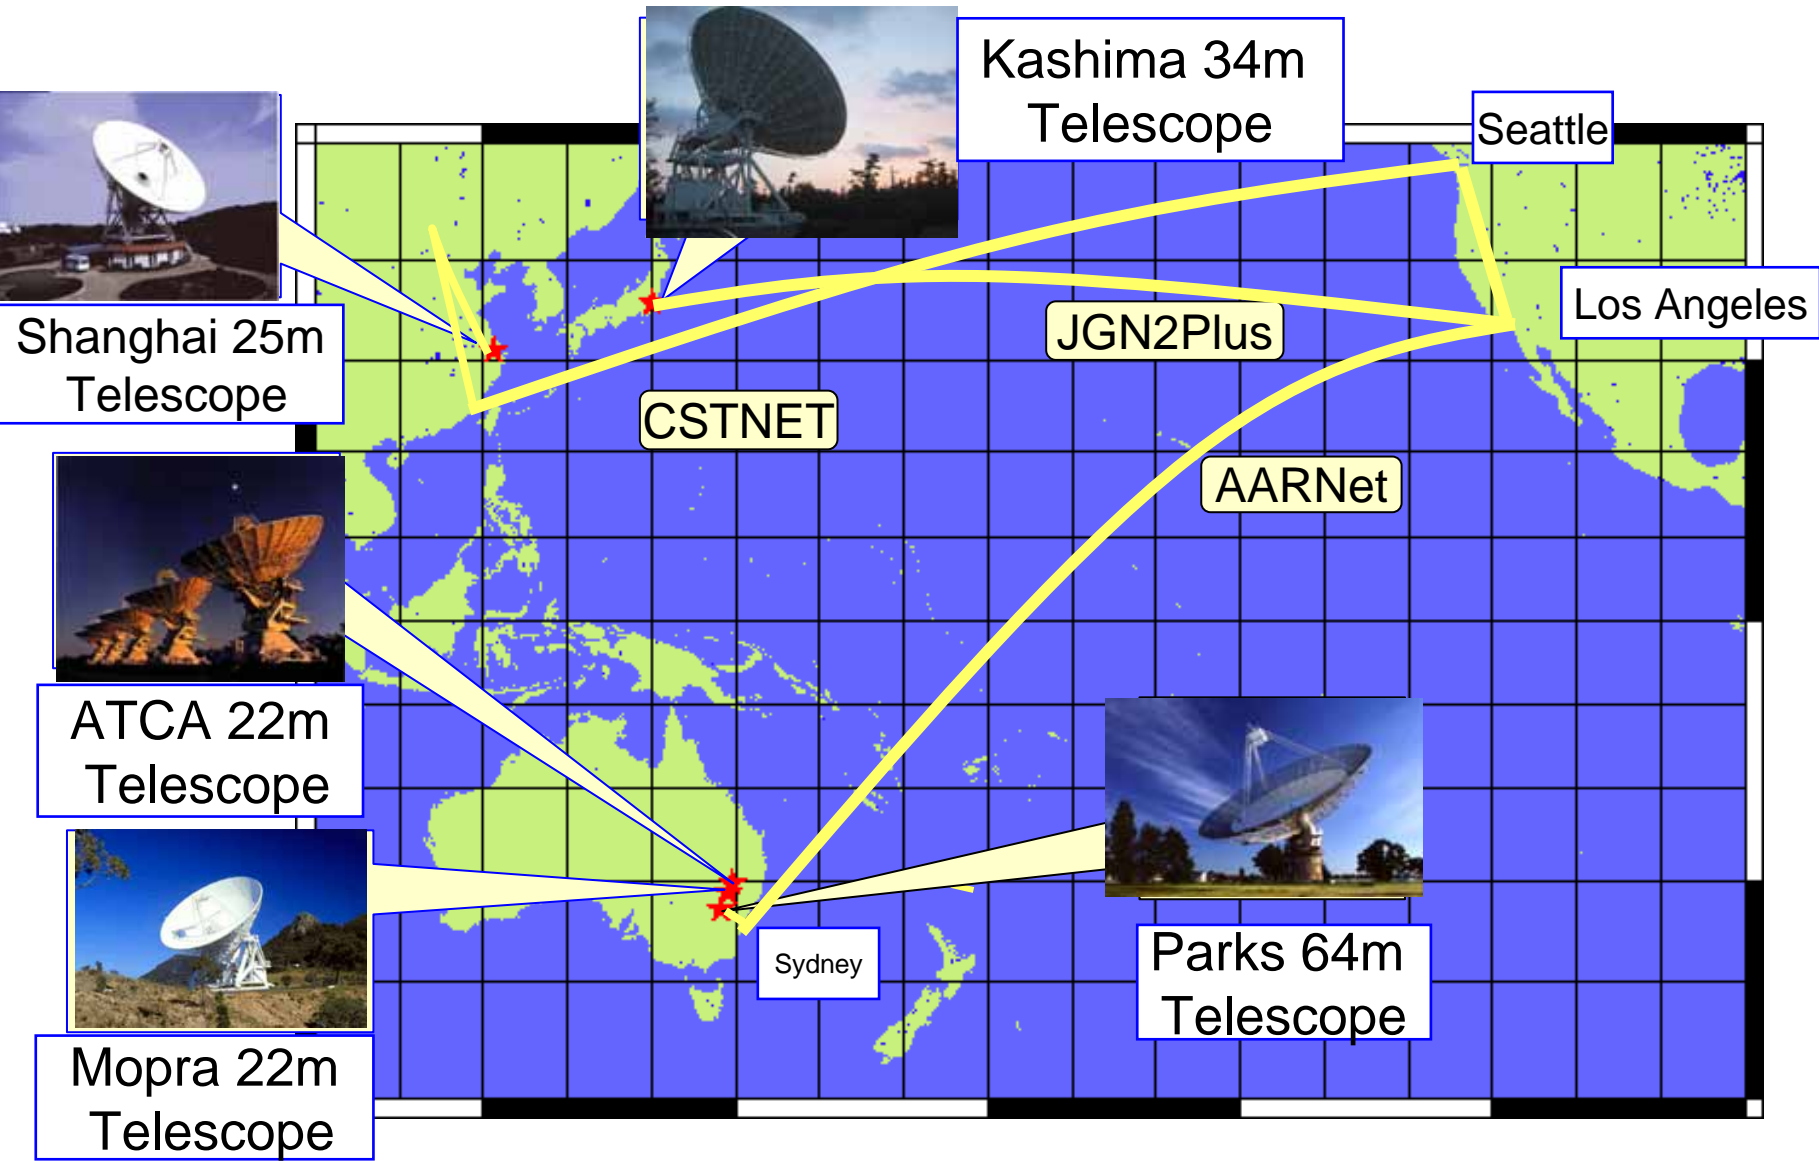 Kashima 34m
Telescope
Seattle
Los Angeles
Shanghai 25m
Telescope
JGN2Plus
CSTNET
AARNet
ATCA 22m
Telescope
Sydney
Parks 64m
Telescope
Mopra 22m
Telescope